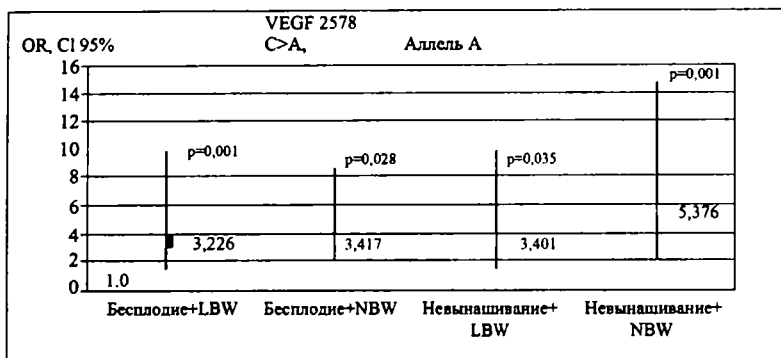 VEGF 2578
OR, Cl 95% C>A, Аллель А
16
14
12
10
8
6
4
2
0
p=0,001
p=0,028
p=0,035
p=0,001
3,226
3,417
3,401
5,376
1.0
Бесплодие+LBW Бесплодие+NBW Невынашивание+ Невынашивание+
LBW NBW